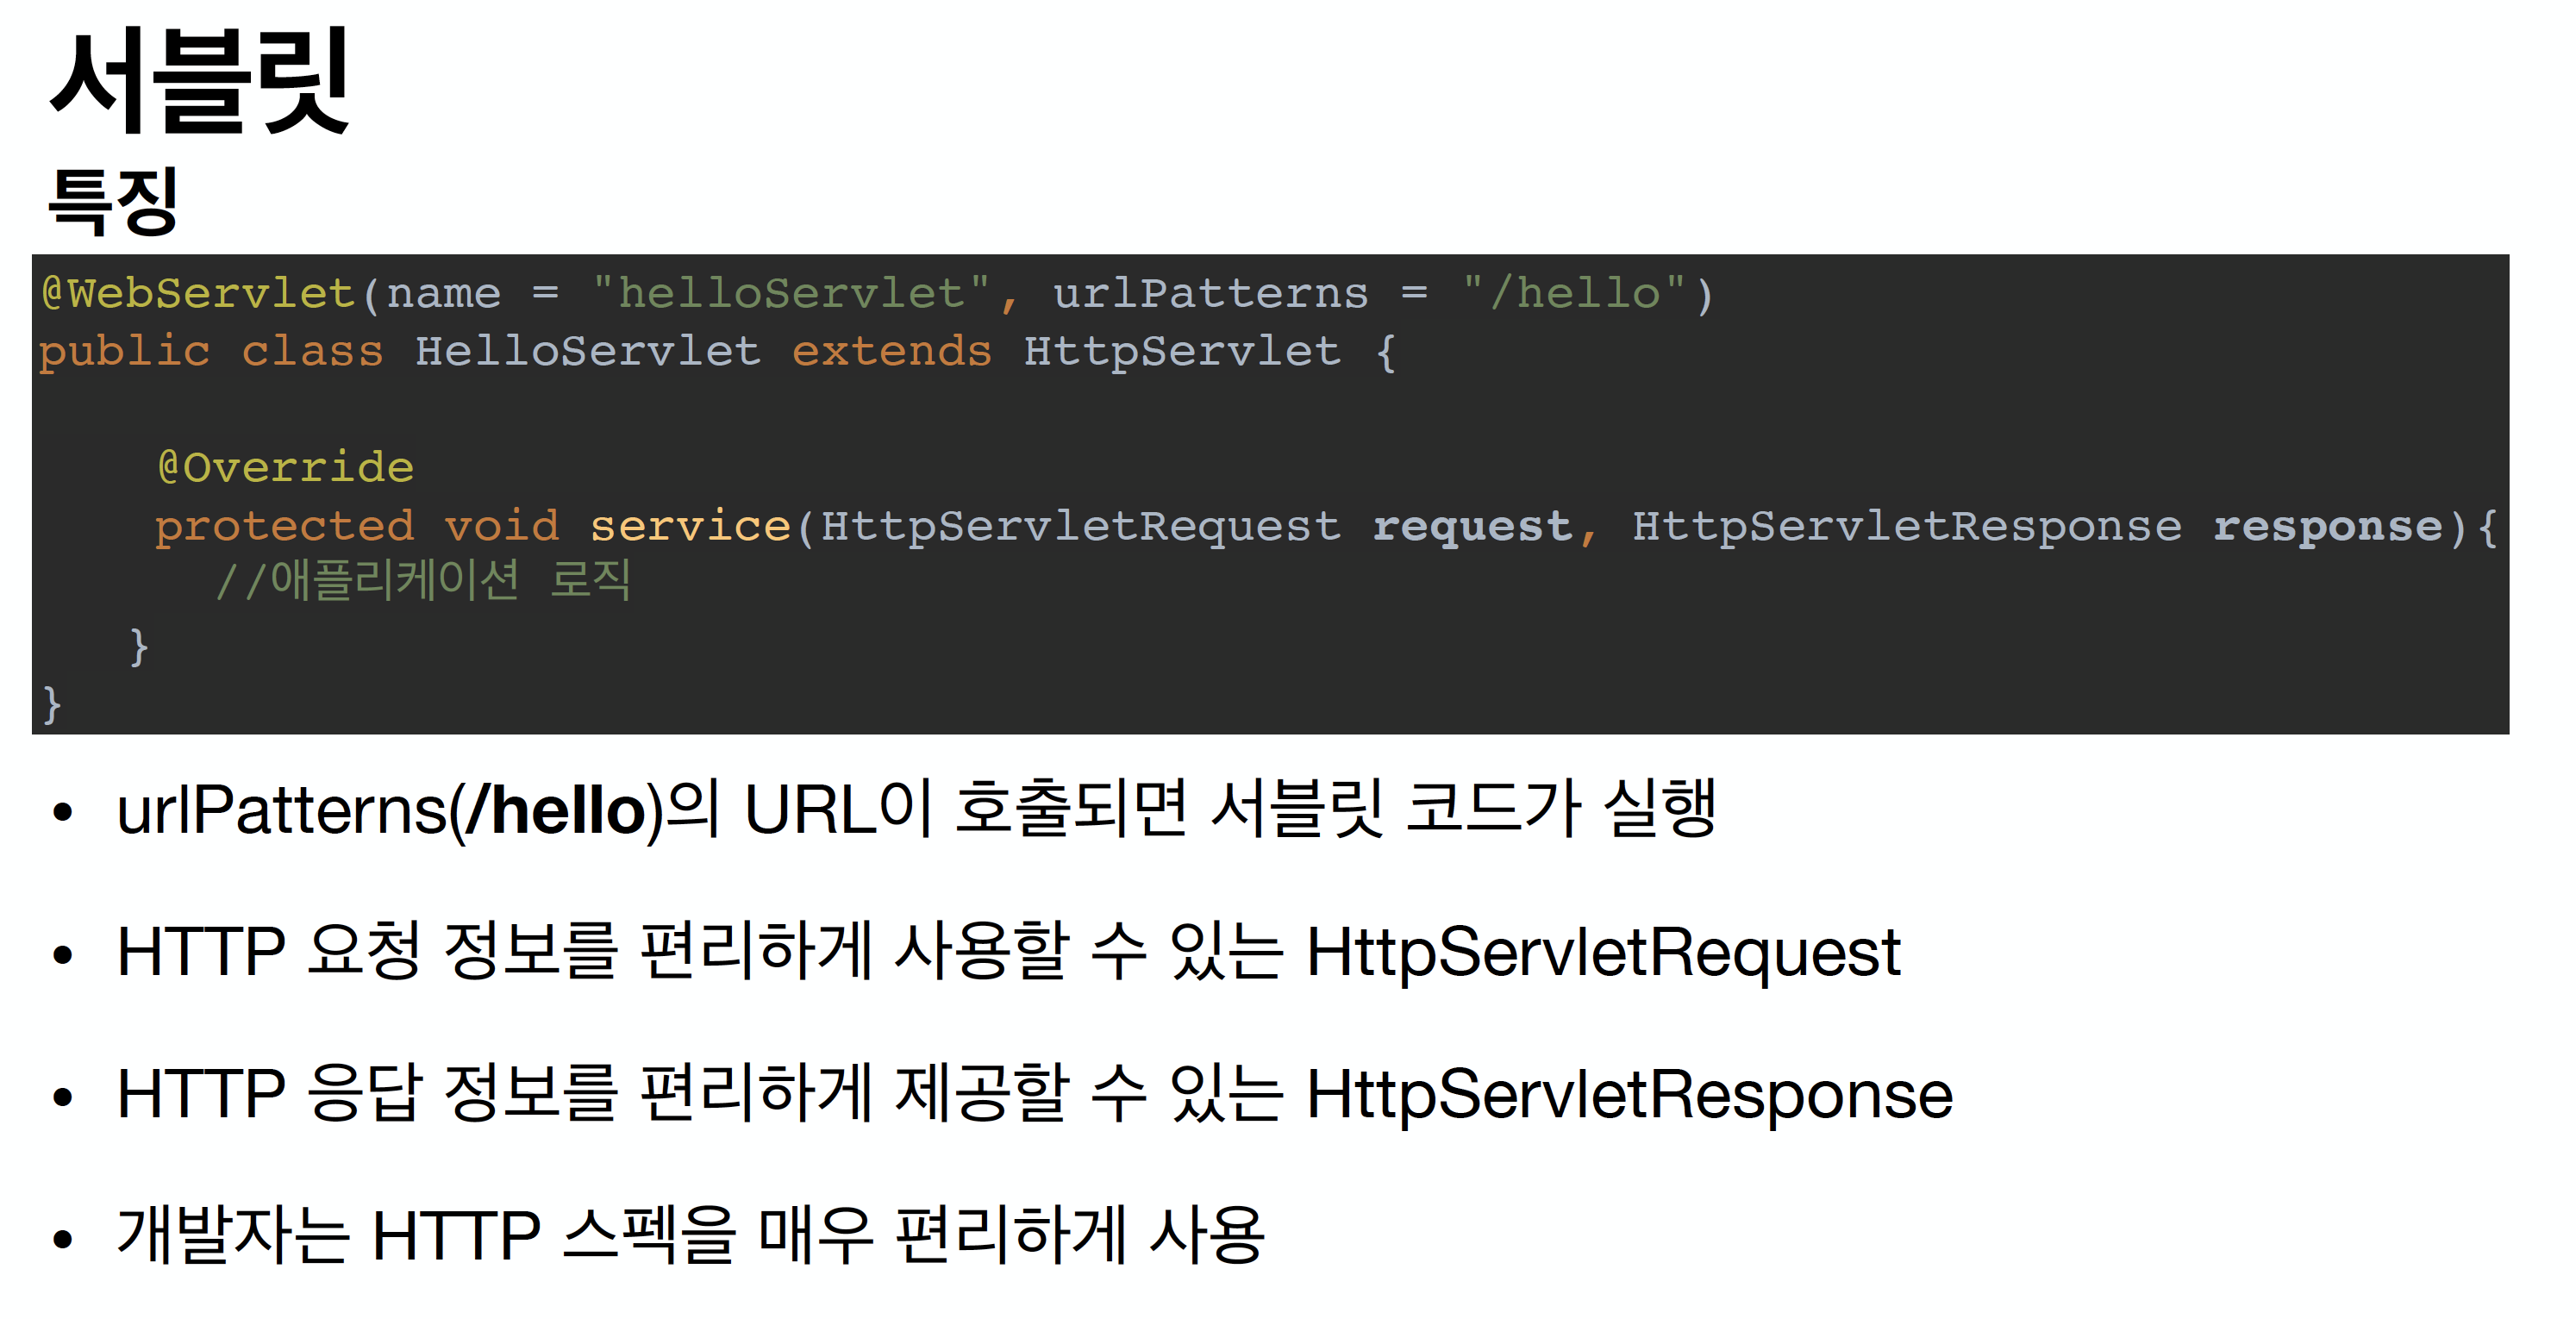 서블릿
특징
@WebServlet(name = "helloServlet", urlPatterns = "/hello")
public class HelloServlet extends HttpServlet {
@Override
protected void service(HttpServletRequest request, HttpServletResponse response){
//애플리케이션 로직
}
}
• urlPatterns(/hello)의 URL이 호출되면 서블릿 코드가 실행
• HTTP 요청 정보를 편리하게 사용할 수 있는 HttpServletRequest
• HTTP 응답 정보를 편리하게 제공할 수 있는 HttpServletResponse
• 개발자는 HTTP 스펙을 매우 편리하게 사용